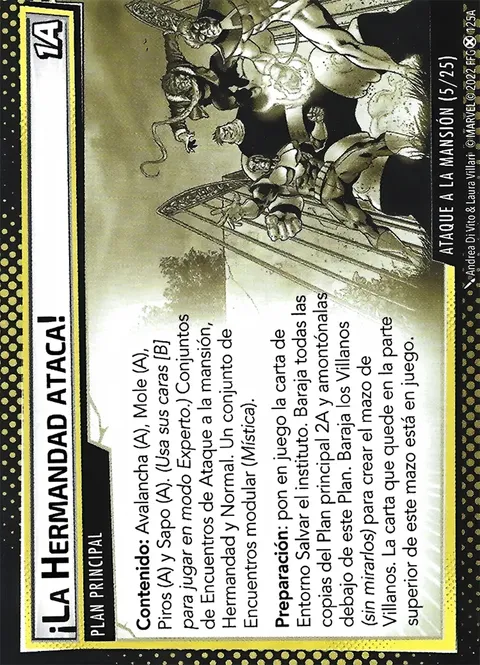 ¡LA HERMANDAD ATACA!
1A
PLAN PRINCIPAL
Contenido: Avalancha (A), Mole (A),
Piros (A) y Sapo (A). (Usa sus caras [B]
para jugar en modo Experto.) Conjuntos
de Encuentros de Ataque a la mansión,
Hermandad y Normal. Un conjunto de
Encuentros modular (Mística).
Preparación: pon en juego la carta de
Entorno Salvar el instituto. Baraja todas las
copias del Plan principal 2A y amontónalas
debajo de este Plan. Baraja los Villanos
(sin mirarlos) para crear el mazo de
Villanos. La carta que quede en la parte
superior de este mazo está en juego.
ATAQUE A LA MANSIÓN (5/25)
Andrea Di Vito & Laura Villari © MARVEL © 2022 FFG 125A